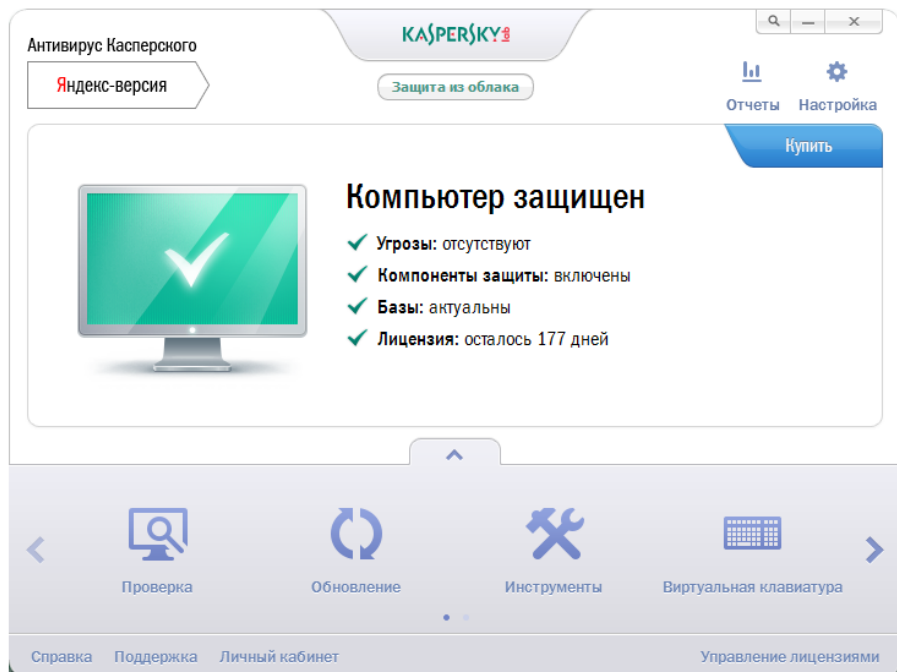 Антивирус Касперского
KASPERSKY lab
Яндекс-версия
Защита из облака
Отчеты
Настройка
Купить
Компьютер защищен
Угрозы: отсутствуют
Компоненты защиты: включены
Базы: актуальны
Лицензия: осталось 177 дней
Проверка
Обновление
Инструменты
Виртуальная клавиатура
Справка
Поддержка
Личный кабинет
Управление лицензиями